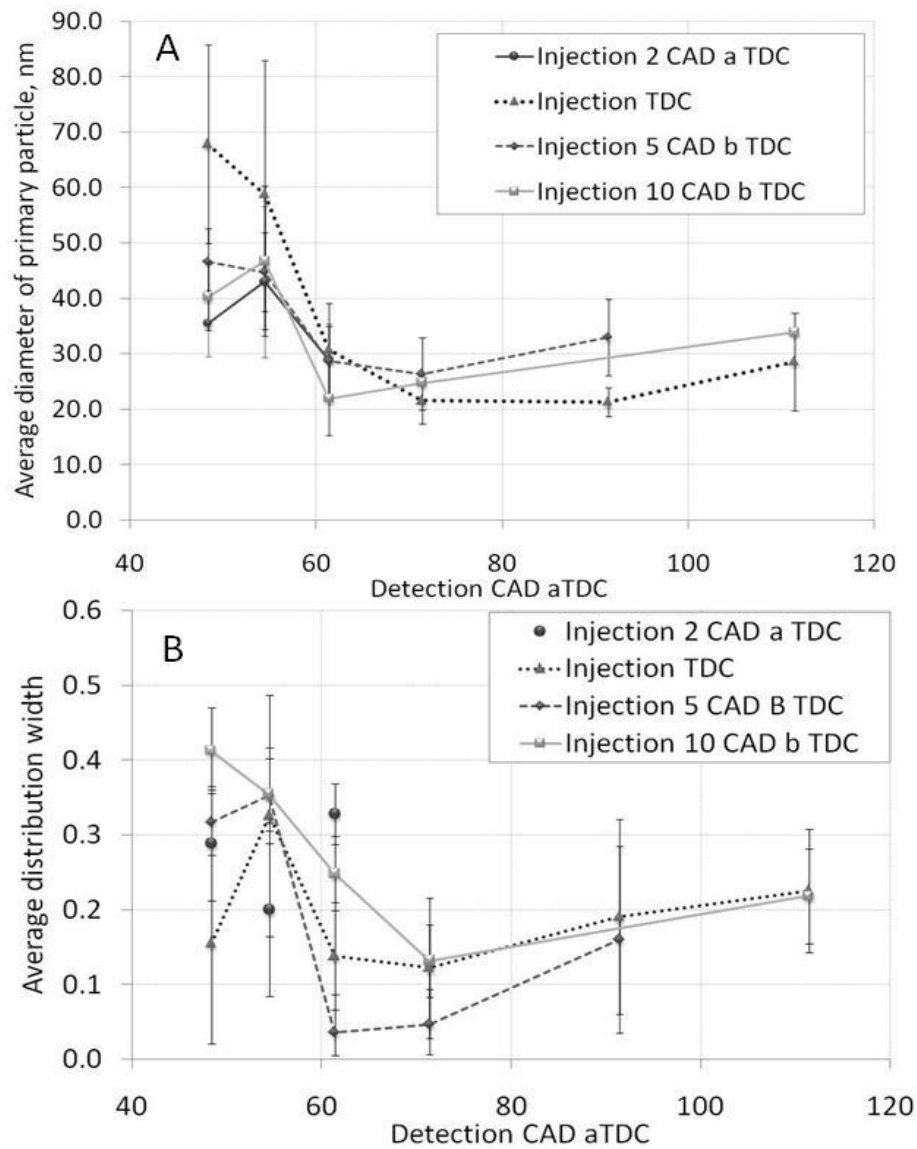 A
Injection 2 CAD a TDC
Injection TDC
Injection 5 CAD b TDC
Injection 10 CAD b TDC
Average diameter of primary particle, nm
90.0
80.0
70.0
60.0
50.0
40.0
30.0
20.0
10.0
0.0
40 60 80 100 120
Detection CAD aTDC
B
Injection 2 CAD a TDC
Injection TDC
Injection 5 CAD B TDC
Injection 10 CAD b TDC
Average distribution width
0.6
0.5
0.4
0.3
0.2
0.1
0.0
40 60 80 100 120
Detection CAD aTDC